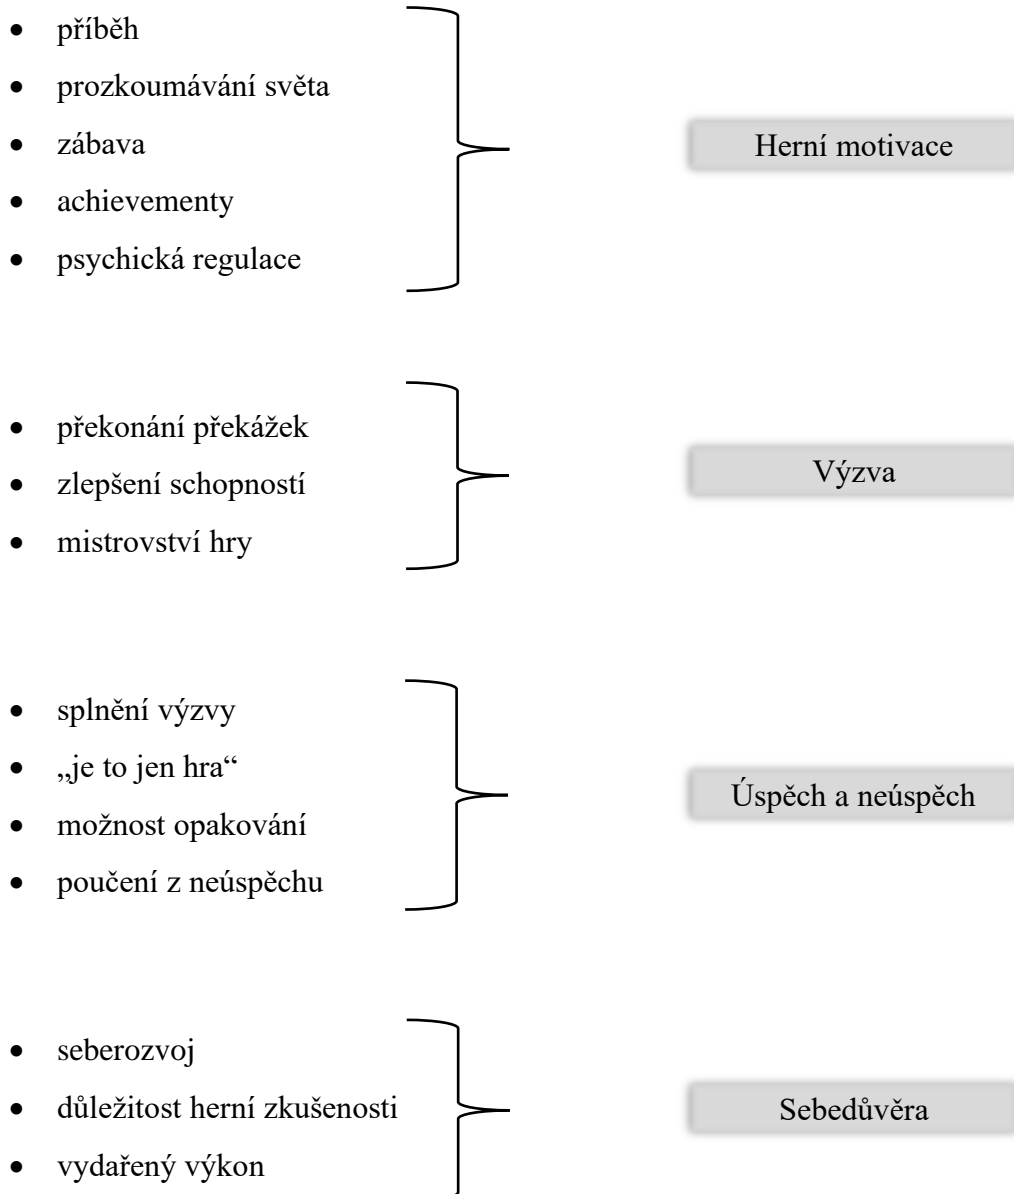 • příběh
• prozkoumávání světa
• zábava
Herní motivace
• achievementy
• psychická regulace
• překonání překážek
• zlepšení schopností
Výzva
• mistrovství hry
• splnění výzvy
• „je to jen hra“
Úspěch a neúspěch
• možnost opakování
• poučení z neúspěchu
• seberozvoj
• důležitost herní zkušenosti
Sebedůvěra
• vydařený výkon